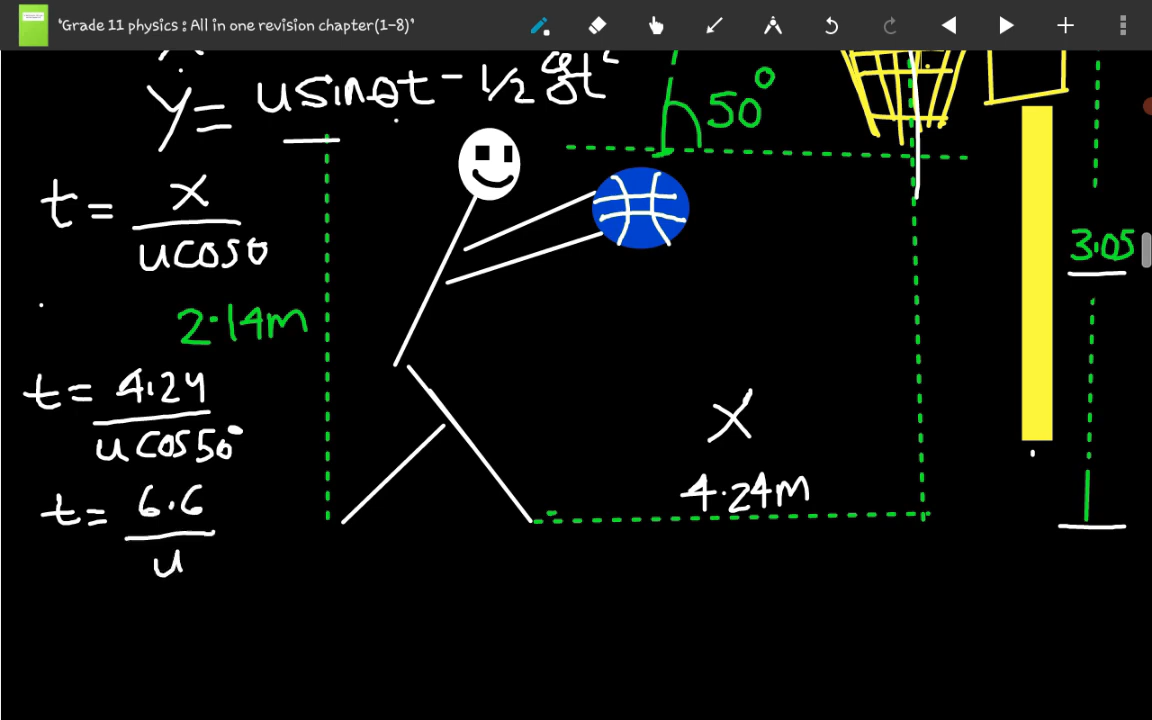 'Grade 11 physics : All in one revision chapter(1-8)'
y = usinθt - 1/2 gt²
50°
t = x / ucosθ
3.05
2.14m
t = 4.24 / u cos50°
x
4.24m
t = 6.6 / u